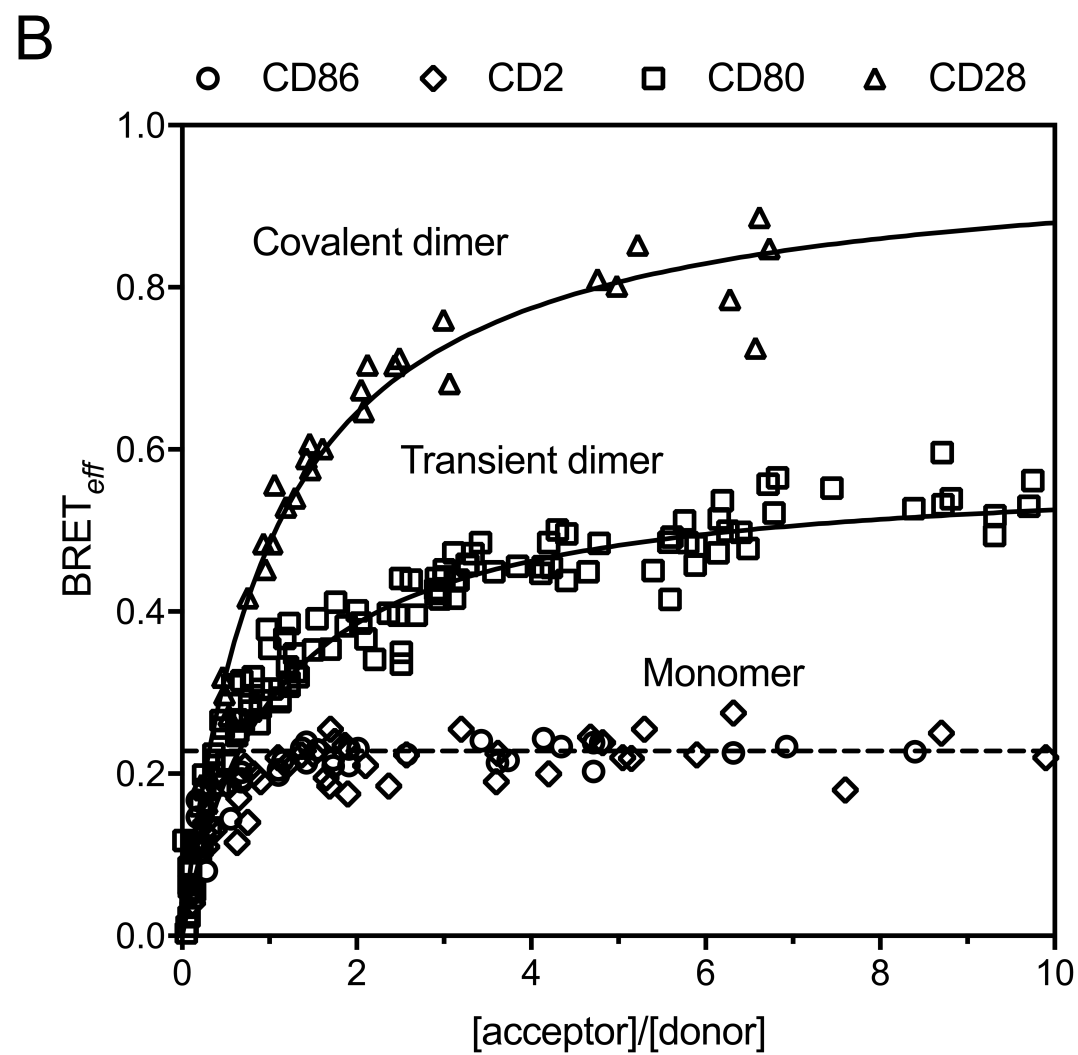 B
CD86 CD2 CD80 CD28
1.0
Covalent dimer
0.8
Transient dimer
0.6
BRETeff
0.4
Monomer
0.2
0.0
0 2 4 6 8 10
[acceptor]/[donor]